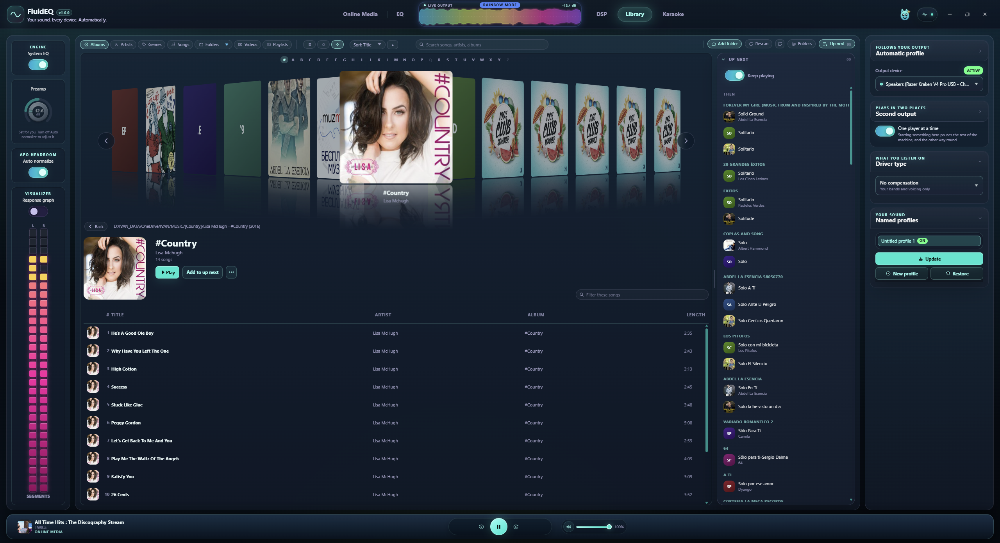 FluidEQ v1.6.0
Your sound. Every device. Automatically.
Online Media
EQ
LIVE OUTPUT
RAINBOW MODE
-12.4 dB
DSP
Library
Karaoke
ENGINE
System EQ
Preamp
-12.6
dB
Set for you. Turn off Auto
normalize to adjust it.
APO HEADROOM
Auto normalize
VISUALIZER
Response graph
L R
SEGMENTS
Albums
Artists
Genres
Songs
Folders
Videos
Playlists
Sort: Title
Search songs, artists, albums
Add folder
Rescan
Folders
Up next 99
# A B C D E F G H I J K L M N O P Q R S T U V W X Y Z
EP
.E
'9
ABDEL LA ESENCIA
#COUNTRY
LISA
D
100%
CLUB
SOMMER
100%
CLUB
SOMMER
100%
CLUB
SOMMER
100%
CLUB
SOMMER
100%
CLUB
SOMMER
#Country
Lisa Mchugh
Back
D:/IVAN_DATA/OneDrive/IVAN/MUSIC/[Country]/Lisa McHugh - #Country (2016)
#COUNTRY
LISA
#Country
Lisa Mchugh
14 songs
Play
Add to up next
Filter these songs
# TITLE ARTIST ALBUM LENGTH
1 He's A Good Ole Boy Lisa McHugh #Country 2:35
2 Why Have You Left The One Lisa McHugh #Country 2:43
3 High Cotton Lisa McHugh #Country 3:13
4 Success Lisa McHugh #Country 2:45
5 Stuck Like Glue Lisa McHugh #Country 3:48
6 Peggy Gordon Lisa McHugh #Country 5:08
7 Let's Get Back To Me And You Lisa McHugh #Country 2:53
8 Play Me The Waltz Of The Angels Lisa McHugh #Country 4:03
9 Satisfy You Lisa McHugh #Country 3:09
10 26 Cents Lisa McHugh #Country 3:52
UP NEXT 99
Keep playing
THEN
FOREVER MY GIRL (MUSIC FROM AND INSPIRED BY THE MOTI
Solid Ground
Abdel La Esencia
SO Solitario
Solitario
20 GRANDES ÉXITOS
SO Solitario
Los Cinco Latinos
EXITOS
SO Solitario
Pasteles Verdes
Solitude
COPLAS AND SONG
Solo
Albert Hammond
SO Solo
ABDEL LA ESENCIA 58056770
Solo A Ti
SA Solo Ante El Peligro
Solo Cenizas Quedaron
LOS PITUFOS
SC Solo con mi bicicleta
Los Pitufos
Solo El Silencio
ABDEL LA ESENCIA
Solo En Ti
Abdel La Esencia
Solo la he visto un dia
VARIADO ROMANTICO 2
SP Sólo Para Ti
Camila
64
SP Sólo para ti-Sergio Dalma
64
A TI
SP Solo por ese amor
Dyango
CORTESIA LA MECA RECORDS
FOLLOWS YOUR OUTPUT
Automatic profile
Output device ACTIVE
Speakers (Razer Kraken V4 Pro USB - Ch...
PLAYS IN TWO PLACES
Second output
One player at a time
Starting something here pauses the rest of the
machine, and the other way round.
WHAT YOU LISTEN ON
Driver type
No compensation
Your bands and voicing only
YOUR SOUND
Named profiles
Untitled profile 1 ON
Update
New profile
Restore
All Time Hits : The Discography Stream
TWICE
ONLINE MEDIA
100%